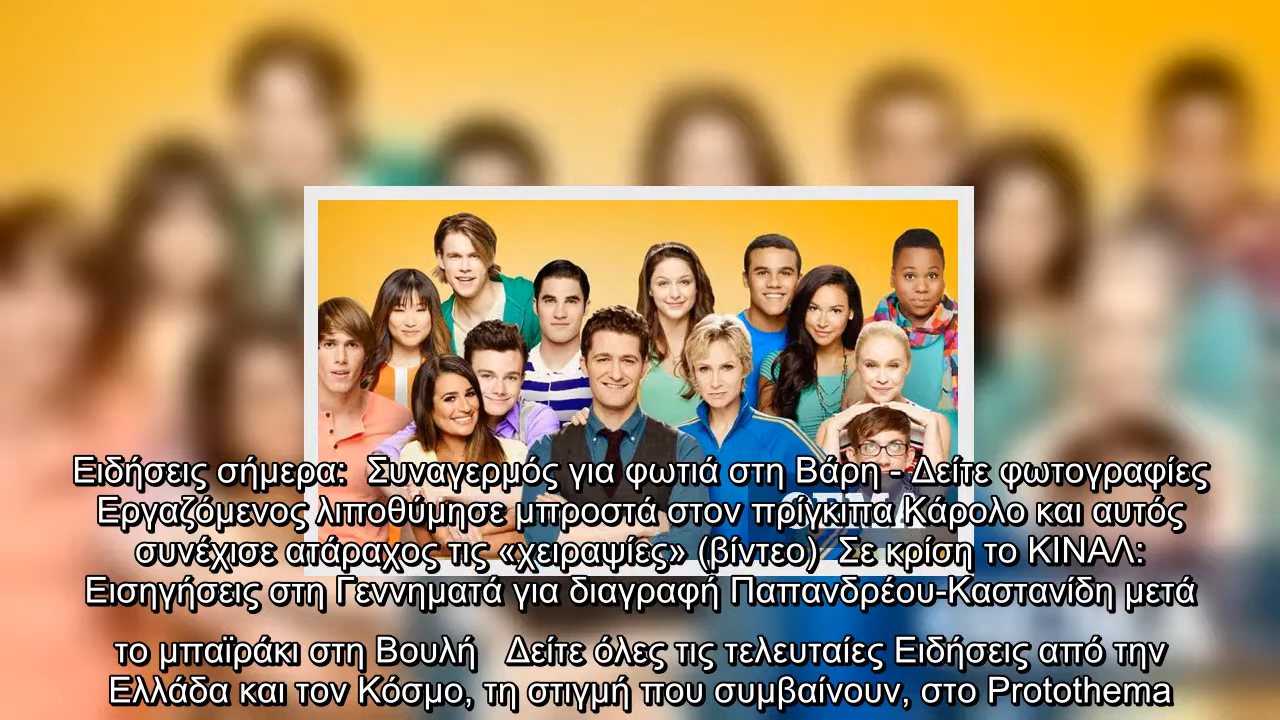 Ειδήσεις σήμερα:  Συναγερμός για φωτιά στη Βάρη - Δείτε φωτογραφίες
Εργαζόμενος λιποθύμησε μπροστά στον πρίγκιπα Κάρολο και αυτός
συνέχισε ατάραχος τις «χειραψίες» (βίντεο)  Σε κρίση το ΚΙΝΑΛ:
Εισηγήσεις στη Γεννηματά για διαγραφή Παπανδρέου-Καστανίδη μετά
το μπαϊράκι στη Βουλή   Δείτε όλες τις τελευταίες Ειδήσεις από την
Ελλάδα και τον Κόσμο, τη στιγμή που συμβαίνουν, στο Protothema